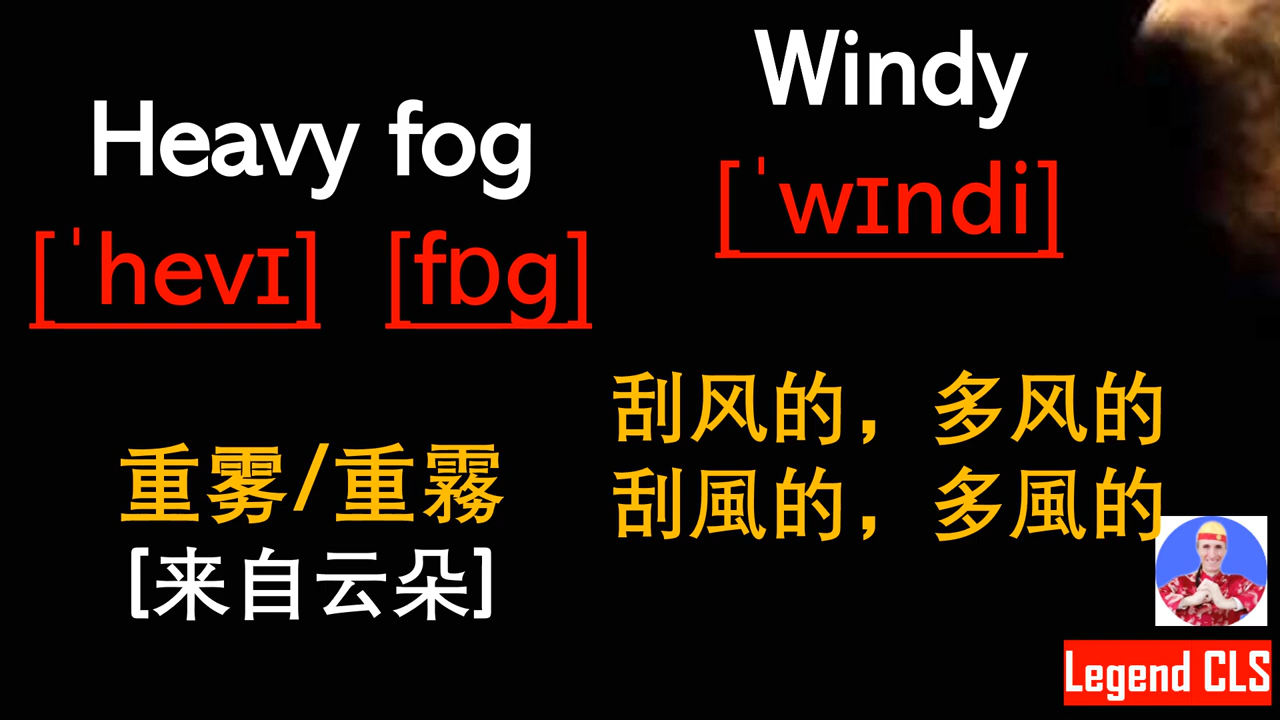 Heavy fog
[ˈhevɪ] [fɒg]
重雾/重霧
[来自云朵]
Windy
[ˈwɪndi]
刮风的，多风的
刮風的，多風的
Legend CLS